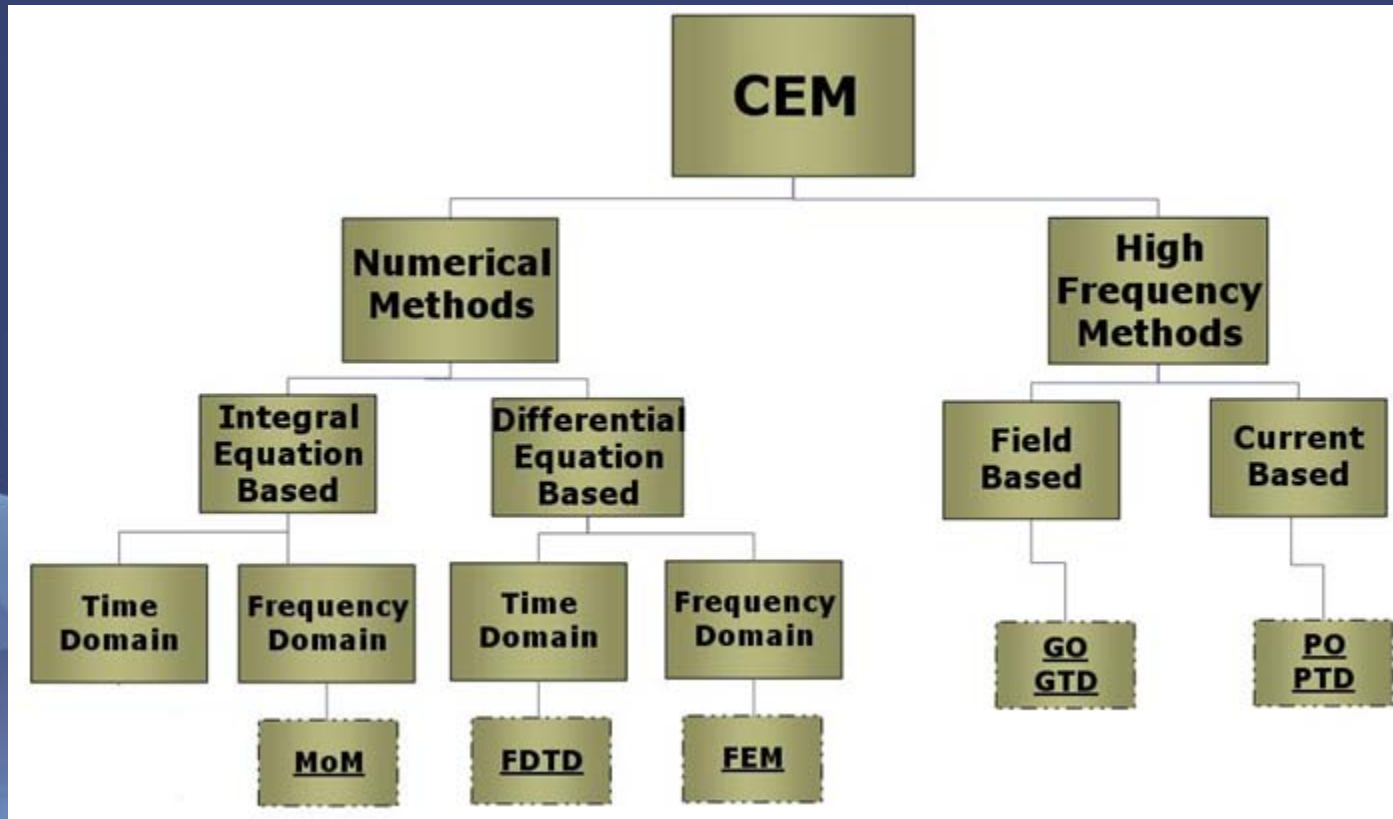 CEM
Numerical
Methods
High
Frequency
Methods
Integral
Equation
Based
Differential
Equation
Based
Field
Based
Current
Based
Time
Domain
Frequency
Domain
Time
Domain
Frequency
Domain
GO
GTD
PO
PTD
MoM
FDTD
FEM